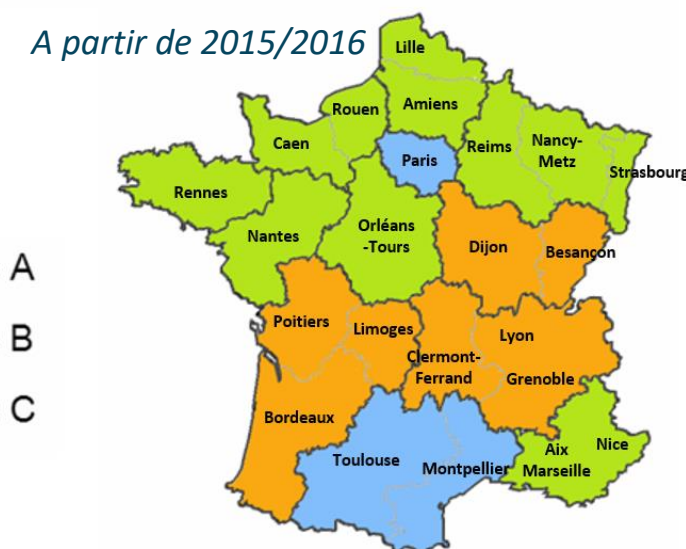 A partir de 2015/2016
Lille
Amiens
Rouen
Caen
Paris
Reims
Nancy-
Metz
Strasbourg
Rennes
Nantes
Orléans
-Tours
Dijon
Besançon
A
B
C
Poitiers
Limoges
Clermont-
Ferrand
Lyon
Grenoble
Bordeaux
Toulouse
Montpellier
Aix
Marseille
Nice